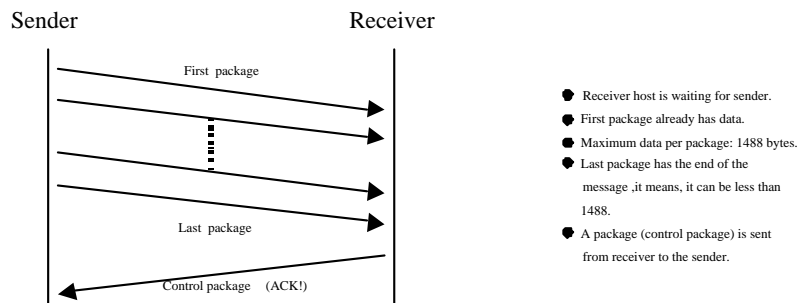 Sender
Receiver
First package
Last package
Control package (ACK!)
Receiver host is waiting for sender.
First package already has data.
Maximum data per package: 1488 bytes.
Last package has the end of the
message ,it means, it can be less than
1488.
A package (control package) is sent
from receiver to the sender.